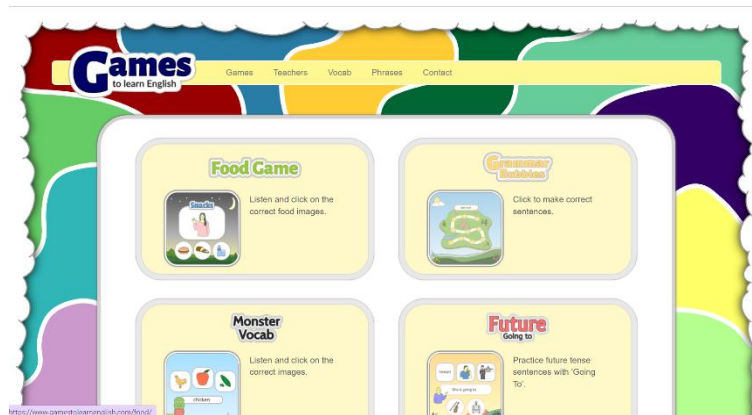 Games
to learn English
Games Teachers Vocab Phrases Contact
Food Game
Snacks
Listen and click on the
correct food images.
Grammar
Bubbles
Click to make correct
sentences.
Monster
Vocab
chicken
Listen and click on the
correct images.
Future
Going to
Practice future tense
sentences with 'Going
To'.
https://www.gamestolearnenglish.com/food/